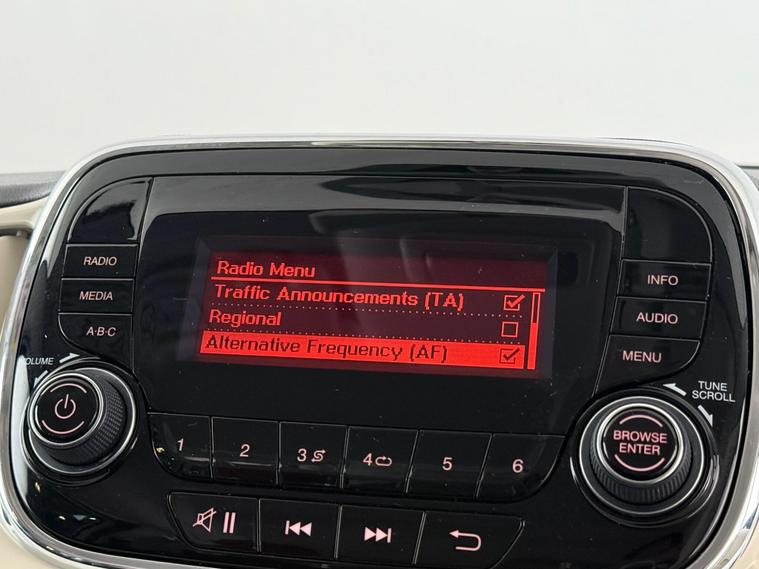 Radio Menu
Traffic Announcements (TA)
Regional
Alternative Frequency (AF)
RADIO
MEDIA
A·B·C
VOLUME
INFO
AUDIO
MENU
TUNE
SCROLL
BROWSE
ENTER
1
2
3
4
5
6